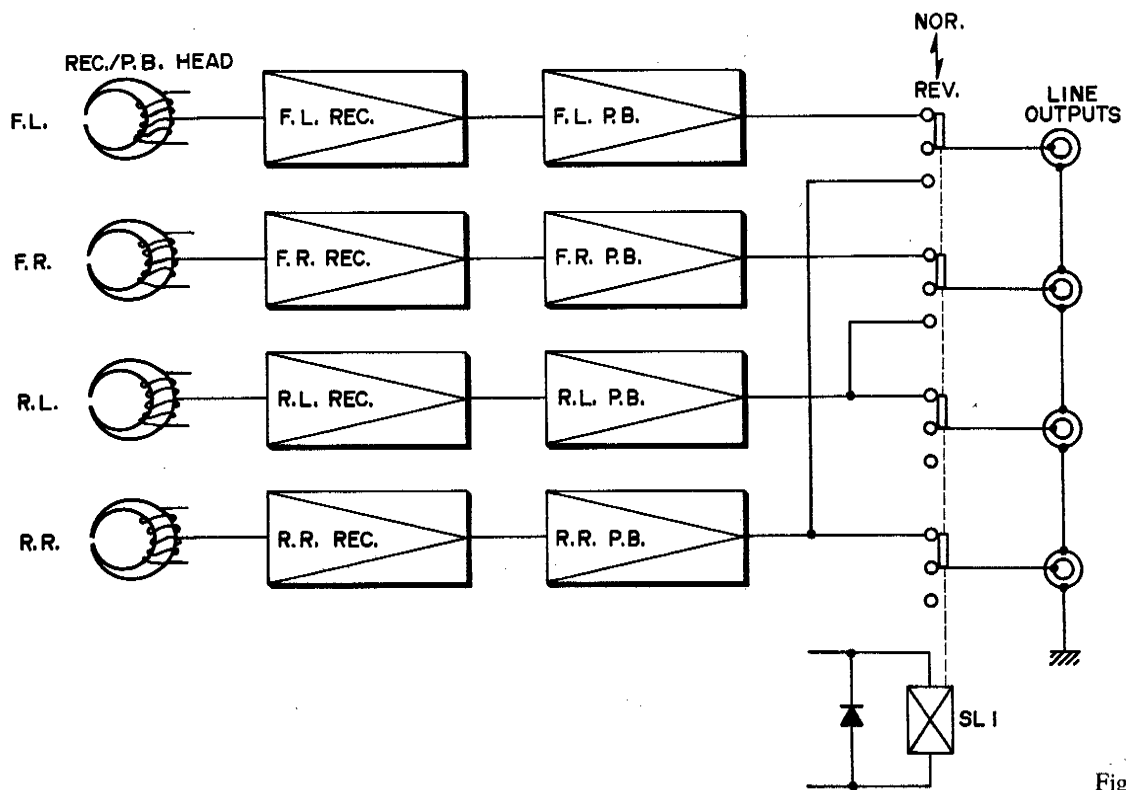 NOR.
REC./P.B. HEAD
REV.
LINE
OUTPUTS
F.L.
F.L. REC.
F.L. P.B.
F.R.
F.R. REC.
F.R. P.B.
R.L.
R.L. REC.
R.L. P.B.
R.R.
R.R. REC.
R.R. P.B.
SL 1
Fig